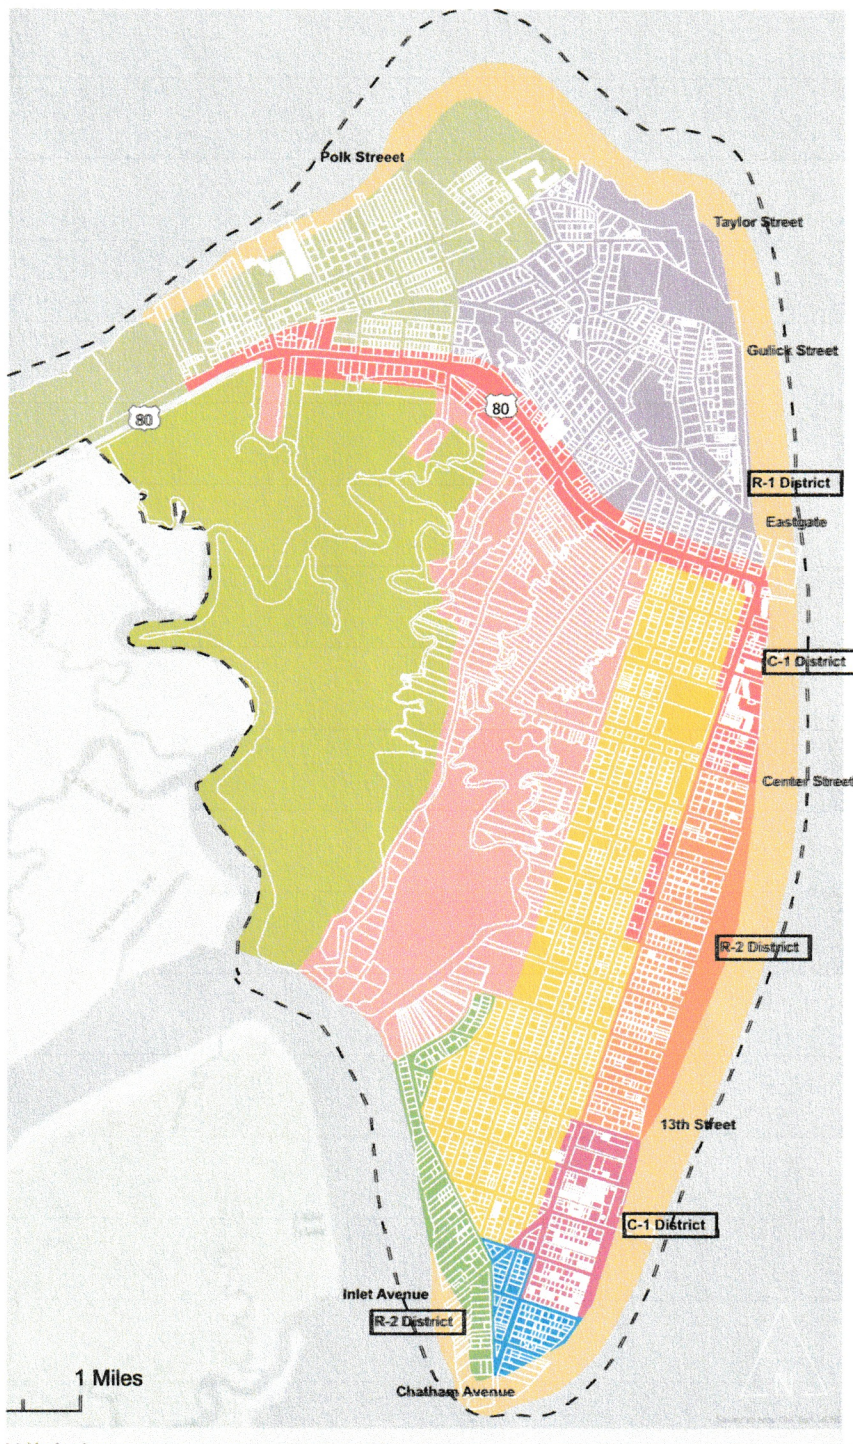 Polk Streeet
Taylor Street
Gulick Street
80
80
R-1 District
Eastgate
C-1 District
Center Street
R-2 District
13th Street
C-1 District
Inlet Avenue
R-2 District
1 Miles
Chatham Avenue
N